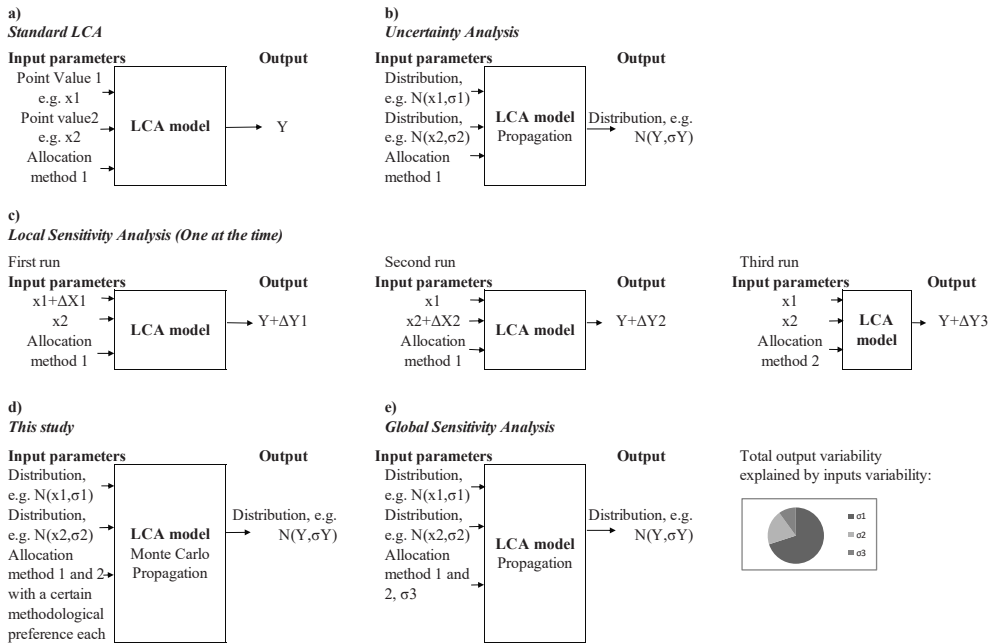 a)
Standard LCA
Input parameters
Output
Point Value 1
e.g. x1
Point value2
e.g. x2
Allocation
method 1
LCA model
Y
b)
Uncertainty Analysis
Input parameters
Output
Distribution,
e.g. N(x1,σ1)
Distribution,
e.g. N(x2,σ2)
Allocation
method 1
LCA model
Propagation
Distribution, e.g.
N(Y,σY)
c)
Local Sensitivity Analysis (One at the time)
First run
Input parameters
Output
x1+ΔX1
x2
Allocation
method 1
LCA model
Y+ΔY1
Second run
Input parameters
Output
x1
x2+ΔX2
Allocation
method 1
LCA model
Y+ΔY2
Third run
Input parameters
Output
x1
x2
Allocation
method 2
LCA
model
Y+ΔY3
d)
This study
Input parameters
Output
Distribution,
e.g. N(x1,σ1)
Distribution,
e.g. N(x2,σ2)
Allocation
method 1 and 2
with a certain
methodological
preference each
LCA model
Monte Carlo
Propagation
Distribution, e.g.
N(Y,σY)
e)
Global Sensitivity Analysis
Input parameters
Output
Distribution,
e.g. N(x1,σ1)
Distribution,
e.g. N(x2,σ2)
Allocation
method 1 and
2, σ3
LCA model
Propagation
Distribution, e.g.
N(Y,σY)
Total output variability
explained by inputs variability:
σ1
σ2
σ3